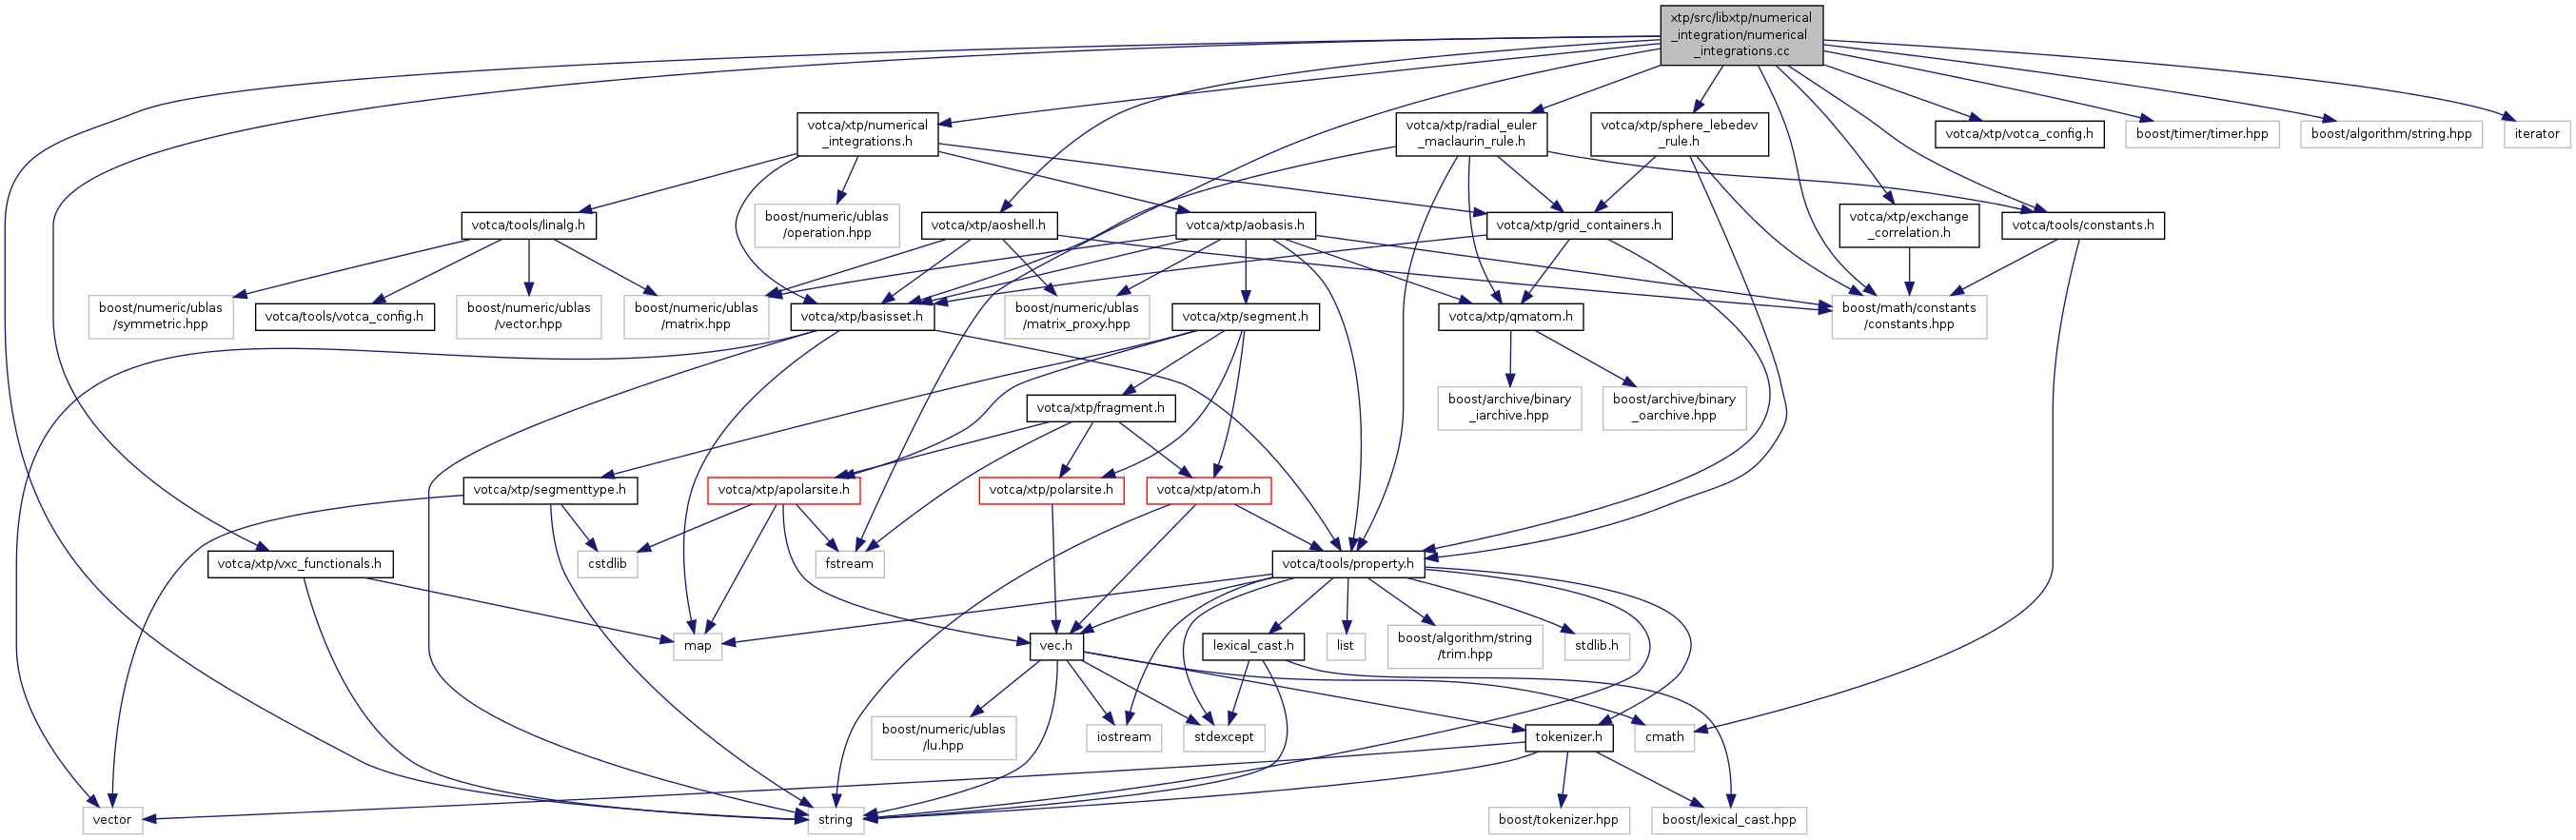 xtp/src/libxtp/numerical
_integration/numerical
_integrations.cc
votca/xtp/numerical
_integrations.h
votca/xtp/radial_euler
_maclaurin_rule.h
votca/xtp/sphere_lebedev
_rule.h
votca/xtp/votca_config.h
boost/timer/timer.hpp
boost/algorithm/string.hpp
iterator
votca/tools/linalg.h
boost/numeric/ublas
/operation.hpp
votca/xtp/aoshell.h
votca/xtp/aobasis.h
votca/xtp/grid_containers.h
votca/xtp/exchange
_correlation.h
votca/tools/constants.h
boost/numeric/ublas
/symmetric.hpp
votca/tools/votca_config.h
boost/numeric/ublas
/vector.hpp
boost/numeric/ublas
/matrix.hpp
votca/xtp/basisset.h
boost/numeric/ublas
/matrix_proxy.hpp
votca/xtp/segment.h
votca/xtp/qmatom.h
boost/math/constants
/constants.hpp
votca/xtp/fragment.h
boost/archive/binary
_iarchive.hpp
boost/archive/binary
_oarchive.hpp
votca/xtp/segmenttype.h
votca/xtp/apolarsite.h
votca/xtp/polarsite.h
votca/xtp/atom.h
votca/xtp/vxc_functionals.h
cstdlib
fstream
votca/tools/property.h
map
vec.h
lexical_cast.h
list
boost/algorithm/string
/trim.hpp
stdlib.h
boost/numeric/ublas
/lu.hpp
iostream
stdexcept
tokenizer.h
cmath
vector
string
boost/tokenizer.hpp
boost/lexical_cast.hpp